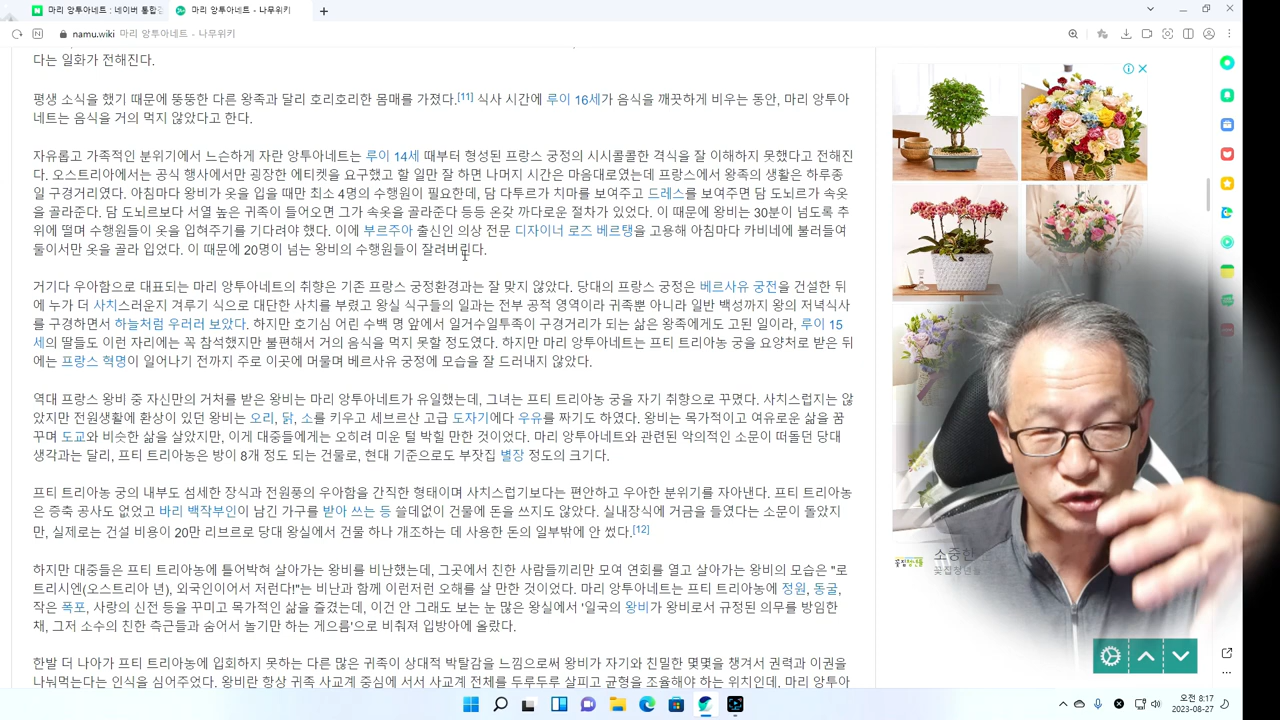 마리 앙투아네트 : 네이버 통합검
마리 앙투아네트 - 나무위키
namu.wiki 마리 앙투아네트 - 나무위키
다는 일화가 전해진다.
평생 소식을 했기 때문에 뚱뚱한 다른 왕족과 달리 호리호리한 몸매를 가졌다.[11] 식사 시간에 루이 16세가 음식을 깨끗하게 비우는 동안, 마리 앙투아
네트는 음식을 거의 먹지 않았다고 한다.
자유롭고 가족적인 분위기에서 느슨하게 자란 앙투아네트는 루이 14세 때부터 형성된 프랑스 궁정의 시시콜콜한 격식을 잘 이해하지 못했다고 전해진
다. 오스트리아에서는 공식 행사에서만 굉장한 에티켓을 요구했고 할 일만 잘 하면 나머지 시간은 마음대로였는데 프랑스에서 왕족의 생활은 하루종
일 구경거리였다. 아침마다 왕비가 옷을 입을 때만 최소 4명의 수행원이 필요한데, 담 다투르가 치마를 보여주고 드레스를 보여주면 담 도뇌르가 속옷
을 골라준다. 담 도뇌르보다 서열 높은 귀족이 들어오면 그가 속옷을 골라준다 등등 온갖 까다로운 절차가 있었다. 이 때문에 왕비는 30분이 넘도록 추
위에 떨며 수행원들이 옷을 입혀주기를 기다려야 했다. 이에 부르주아 출신인 의상 전문 디자이너 로즈 베르탱을 고용해 아침마다 카비네에 불러들여
둘이서만 옷을 골라 입었다. 이 때문에 20명이 넘는 왕비의 수행원들이 잘려버린다.
거기다 우아함으로 대표되는 마리 앙투아네트의 취향은 기존 프랑스 궁정환경과는 잘 맞지 않았다. 당대의 프랑스 궁정은 베르사유 궁전을 건설한 뒤
에 누가 더 사치스러운지 겨루기 식으로 대단한 사치를 부렸고 왕실 식구들의 일과는 전부 공적 영역이라 귀족뿐 아니라 일반 백성까지 왕의 저녁식사
를 구경하면서 하늘처럼 우러러 보았다. 하지만 호기심 어린 수백 명 앞에서 일거수일투족이 구경거리가 되는 삶은 왕족에게도 고된 일이라, 루이 15
세의 딸들도 이런 자리에는 꼭 참석했지만 불편해서 거의 음식을 먹지 못할 정도였다. 하지만 마리 앙투아네트는 프티 트리아농 궁을 요양처로 받은 뒤
에는 프랑스 혁명이 일어나기 전까지 주로 이곳에 머물며 베르사유 궁정에 모습을 잘 드러내지 않았다.
역대 프랑스 왕비 중 자신만의 거처를 받은 왕비는 마리 앙투아네트가 유일했는데, 그녀는 프티 트리아농 궁을 자기 취향으로 꾸몄다. 사치스럽지는 않
았지만 전원생활에 환상이 있던 왕비는 오리, 닭, 소를 키우고 세브르산 고급 도자기에다 우유를 짜기도 하였다. 왕비는 목가적이고 여유로운 삶을 꿈
꾸며 도교와 비슷한 삶을 살았지만, 이게 대중들에게는 오히려 미운 털 박힐 만한 것이었다. 마리 앙투아네트와 관련된 악의적인 소문이 떠돌던 당대
생각과는 달리, 프티 트리아농은 방이 8개 정도 되는 건물로, 현대 기준으로도 부잣집 별장 정도의 크기다.
프티 트리아농 궁의 내부도 섬세한 장식과 전원풍의 우아함을 간직한 형태이며 사치스럽기보다는 편안하고 우아한 분위기를 자아낸다. 프티 트리아농
은 증축 공사도 없었고 바리 백작부인이 남긴 가구를 받아 쓰는 등 쓸데없이 건물에 돈을 쓰지도 않았다. 실내장식에 거금을 들였다는 소문이 돌았지
만, 실제로는 건설 비용이 20만 리브르로 당대 왕실에서 건물 하나 개조하는 데 사용한 돈의 일부밖에 안 썼다.[12]
하지만 대중들은 프티 트리아농에 틀어박혀 살아가는 왕비를 비난했는데, 그곳에서 친한 사람들끼리만 모여 연회를 열고 살아가는 왕비의 모습은 "로
트리시엔(오스트리아 년), 외국인이어서 저런다!"는 비난과 함께 이런저런 오해를 살 만한 것이었다. 마리 앙투아네트는 프티 트리아농에 정원, 동굴,
작은 폭포, 사랑의 신전 등을 꾸미고 목가적인 삶을 즐겼는데, 이건 안 그래도 보는 눈 많은 왕실에서 '일국의 왕비가 왕비로서 규정된 의무를 방임한
채, 그저 소수의 친한 측근들과 숨어서 놀기만 하는 게으름'으로 비춰져 입방아에 올랐다.
한발 더 나아가 프티 트리아농에 입회하지 못하는 다른 많은 귀족이 상대적 박탈감을 느낌으로써 왕비가 자기와 친밀한 몇몇을 챙겨서 권력과 이권을
나눠먹는다는 인식을 심어주었다. 왕비란 항상 귀족 사교계 중심에 서서 사교계 전체를 두루두루 살피고 균형을 조율해야 하는 위치인데, 마리 앙투아
꽃집청년들
소중한
꽃집청년들
오전 8:17
2023-08-27